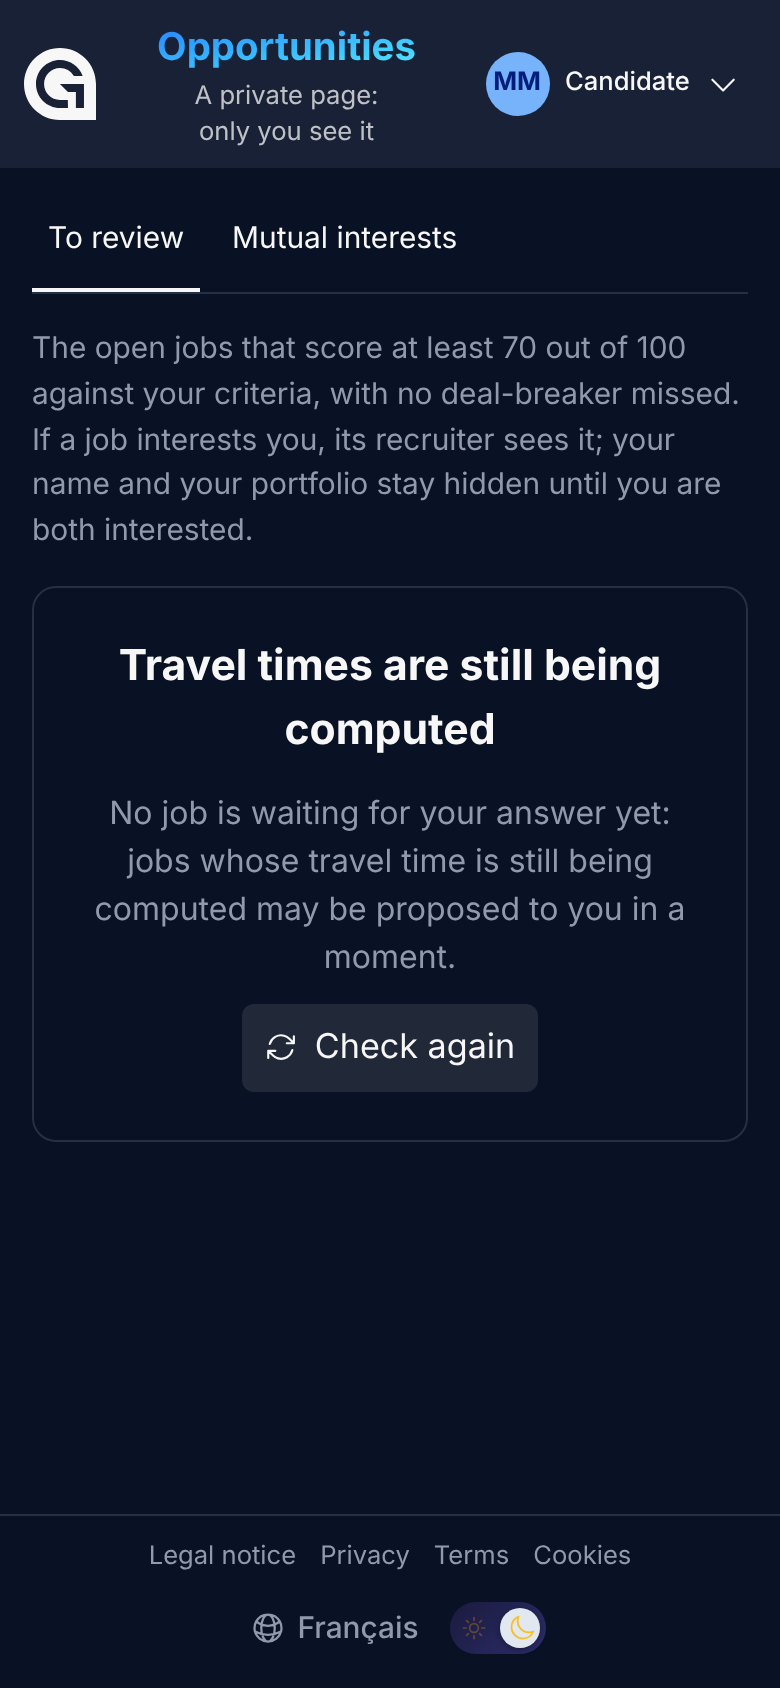 Opportunities
A private page:
only you see it
MM
Candidate
To review
Mutual interests
The open jobs that score at least 70 out of 100
against your criteria, with no deal-breaker missed.
If a job interests you, its recruiter sees it; your
name and your portfolio stay hidden until you are
both interested.
Travel times are still being
computed
No job is waiting for your answer yet:
jobs whose travel time is still being
computed may be proposed to you in a
moment.
Check again
Legal notice
Privacy
Terms
Cookies
Français